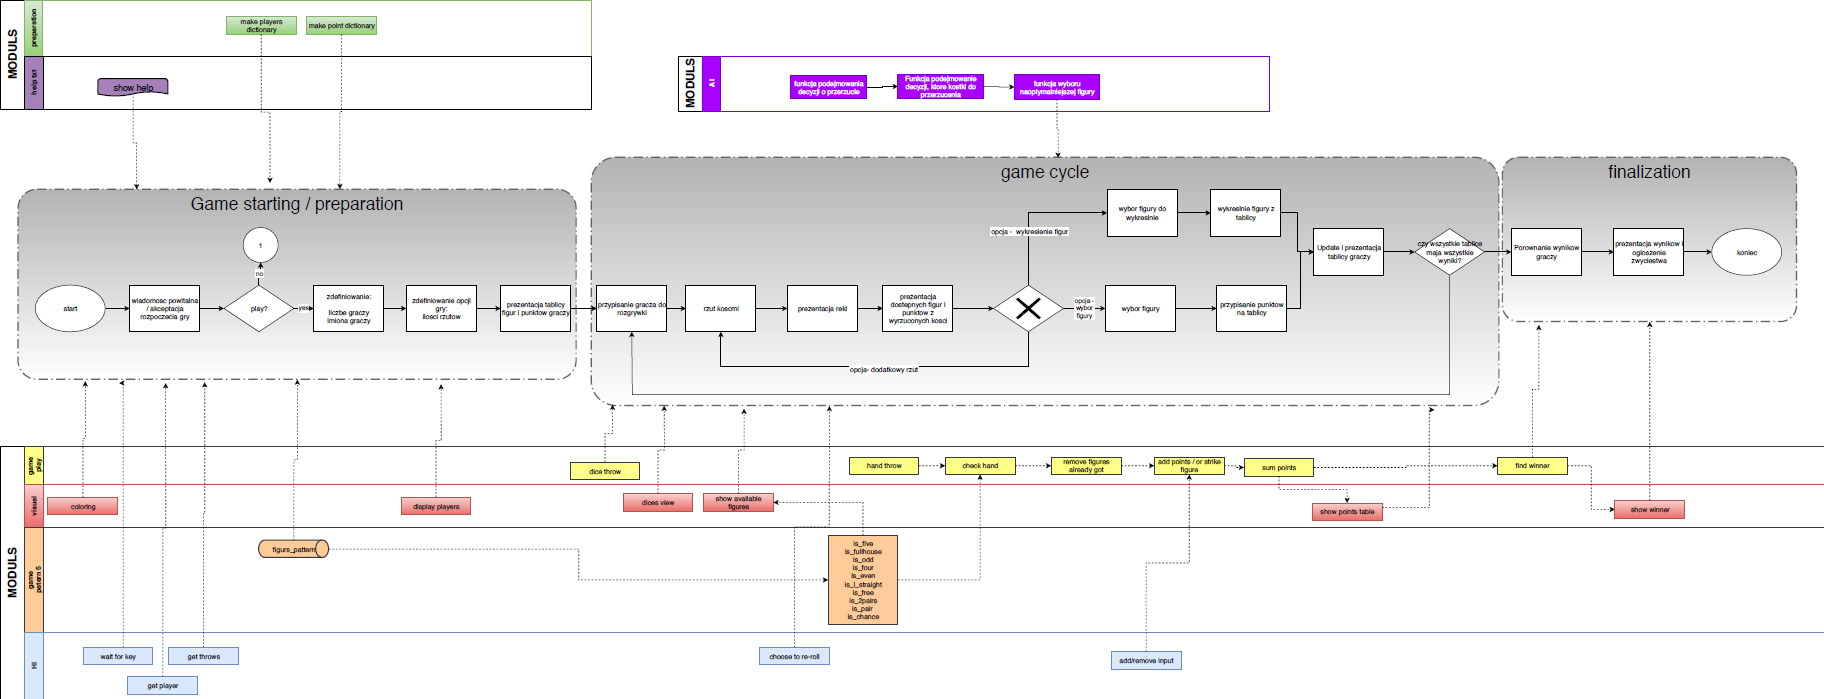 MODULS
preparation
make players
dictionary
make point dictionary
help txt
show help
MODULS
AI
funkcja podejmowania
decyzji o przerzucie
Funkcja podejmowanie
decyzji, ktore kostki do
przerzucenia
funkcja wyboru
naoptymalniejszej figury
Game starting / preparation
1
no
start
wiadomosc powitalna
/ akceptacja
rozpoczecia gry
play?
yes
zdefiniowanie:
liczbe graczy
imiona graczy
zdefiniowanie opcji
gry:
ilosci rzutow
prezentacja tablicy
figur i punktow graczy
game cycle
przypisanie gracza do
rozgrywki
rzut koscmi
prezentacja reki
prezentacja
dostepnych figur i
punktow z
wyrzuconych kosci
opcja - wykreslenie figur
wybor figury do
wykreslnie
wykreslnie figury z
tablicy
opcja -
wybor
figury
wybor figury
przypisanie punktow
na tablicy
opcja- dodatkowy rzut
Update i prezentacja
tablicy graczy
czy wszystkie tablice
maja wszystkie
wyniki?
finalization
Porownanie wynikow
graczy
prezentacja wynikow i
ogloszenie
zwyciestwa
koniec
MODULS
game
play
dice throw
hand throw
check hand
remove figures
already got
add points / or strike
figure
sum points
find winner
visual
coloring
display players
dices view
show available
figures
show points table
show winner
game
patern 5
figurs_pattern
is_five
is_fullhouse
is_odd
is_four
is_even
is_l_straight
is_free
is_2pairs
is_pair
is_chance
HI
wait for key
get throws
get player
choose to re-roll
add/remove input